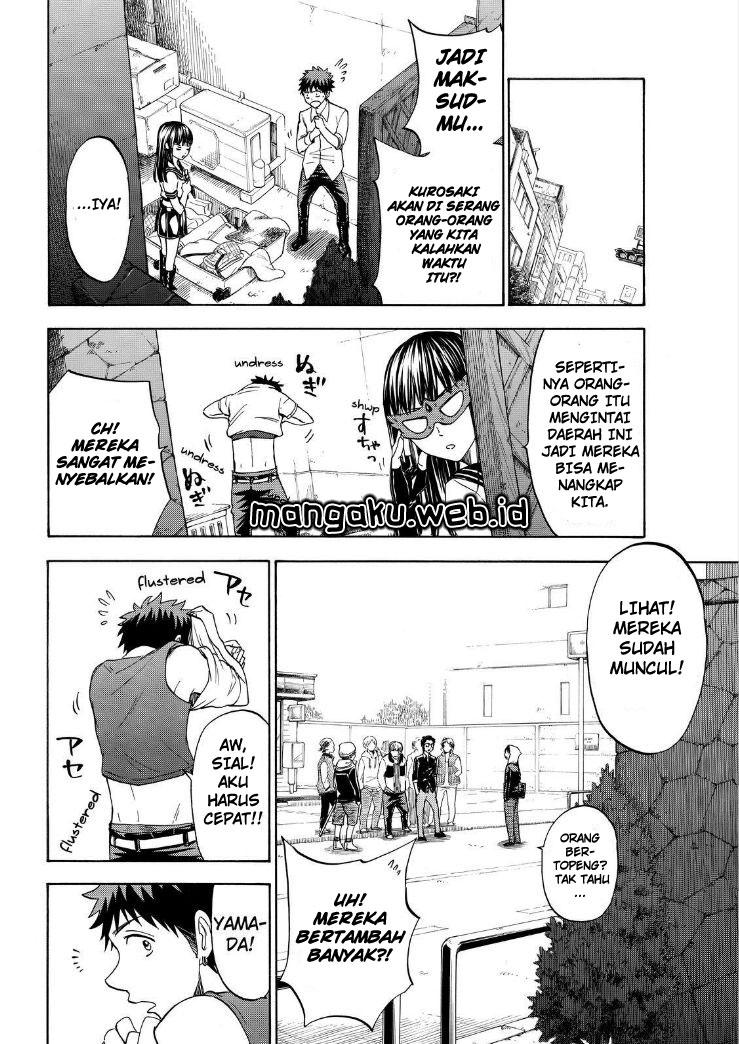 JADI
MAK-
SUD-
MU...
KUROSAKI
AKAN DI SERANG
ORANG-ORANG
YANG KITA
KALAHKAN
WAKTU
ITU?!
...IYA!
SEPERTI-
NYA ORANG-
ORANG ITU
MENGINTAI
DAERAH INI
JADI MEREKA
BISA ME-
NANGKAP
KITA.
shwp
すちゃっ
undress
ぬぎ
undress
ぬぎ
CH!
MEREKA
SANGAT ME-
NYEBALKAN!
mangaku.web.id
LIHAT!
MEREKA
SUDAH
MUNCUL!
ORANG
BER-
TOPENG?
TAK TAHU
...
UH!
MEREKA
BERTAMBAH
BANYAK?!
flustered
アセ
アセ
flustered
AW,
SIAL!
AKU
HARUS
CEPAT!!
YAMA-
DA!